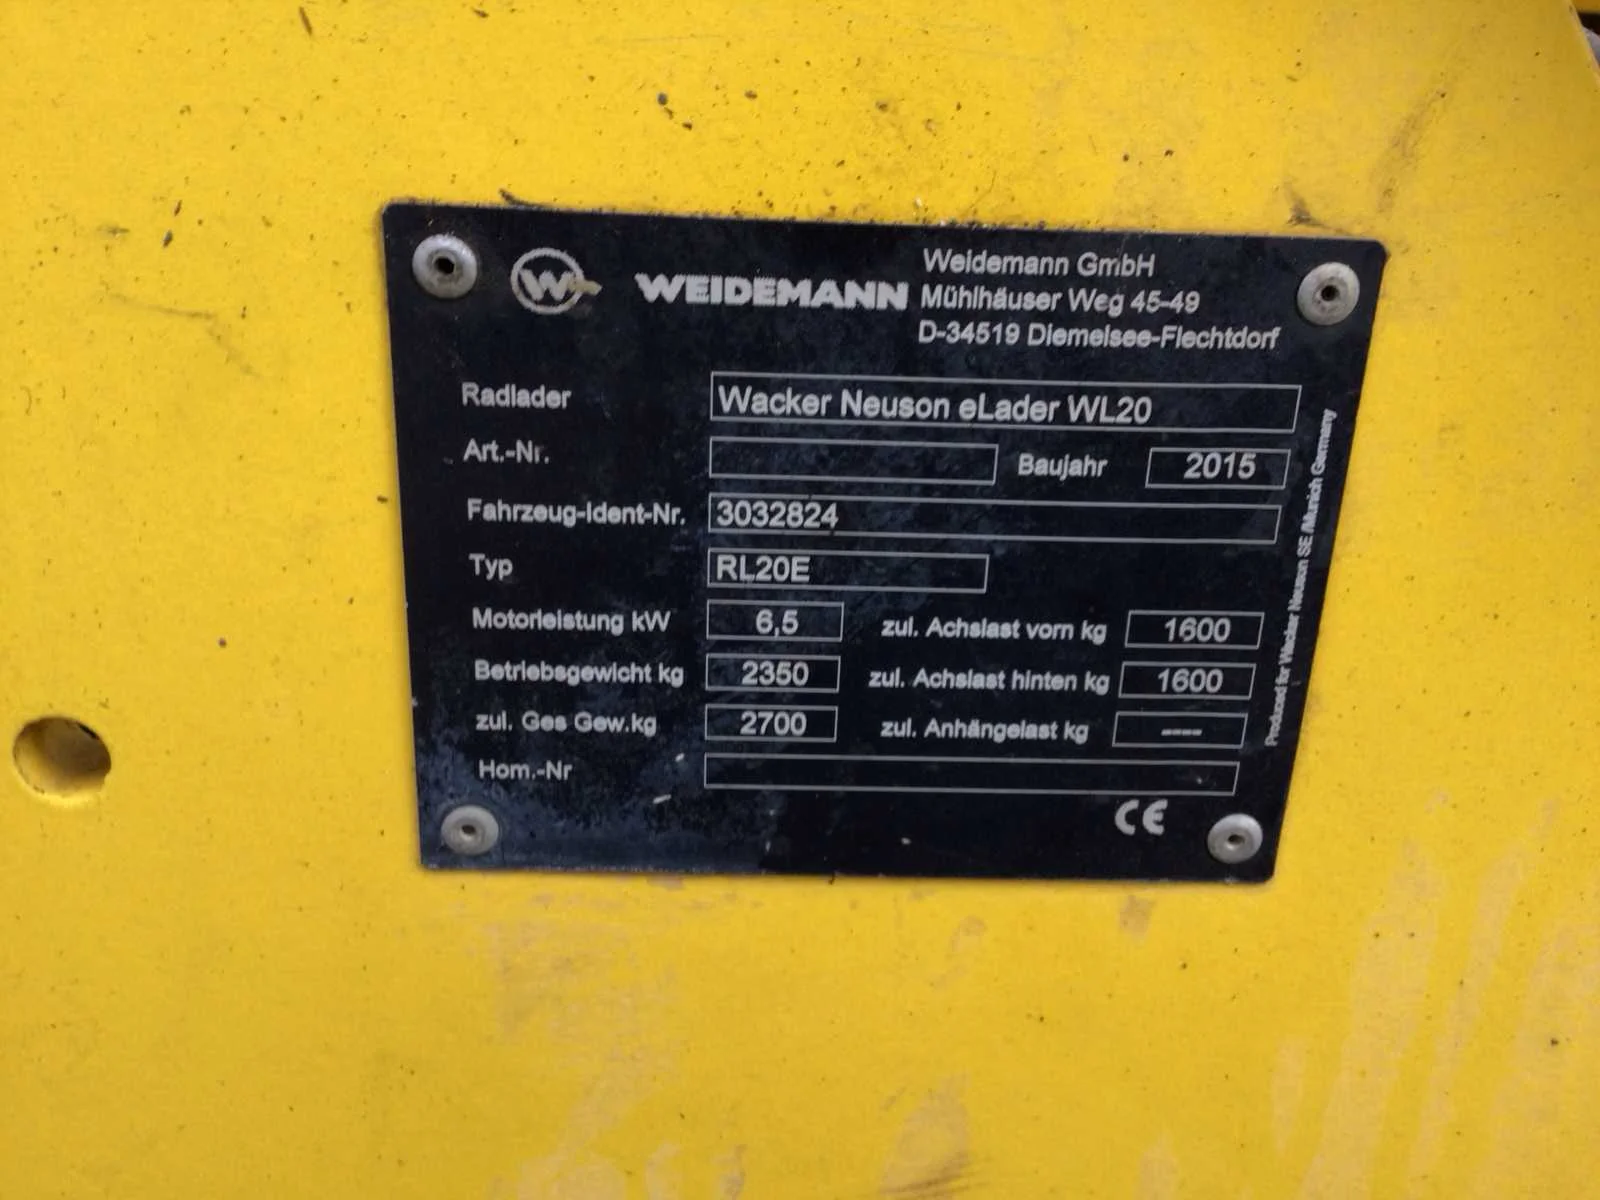 W WEIDEMANN
Weidemann GmbH
Mühlhäuser Weg 45-49
D-34519 Diemelsee-Flechtdorf
Radlader Wacker Neuson eLader WL20
Art.-Nr. Baujahr 2015
Fahrzeug-Ident-Nr. 3032824
Typ RL20E
Motorleistung kW 6,5 zul. Achslast vorn kg 1600
Betriebsgewicht kg 2350 zul. Achslast hinten kg 1600
zul. Ges Gew.kg 2700 zul. Anhängelast kg ----
Hom.-Nr
CE
Produced for Wacker Neuson SE /Munich Germany